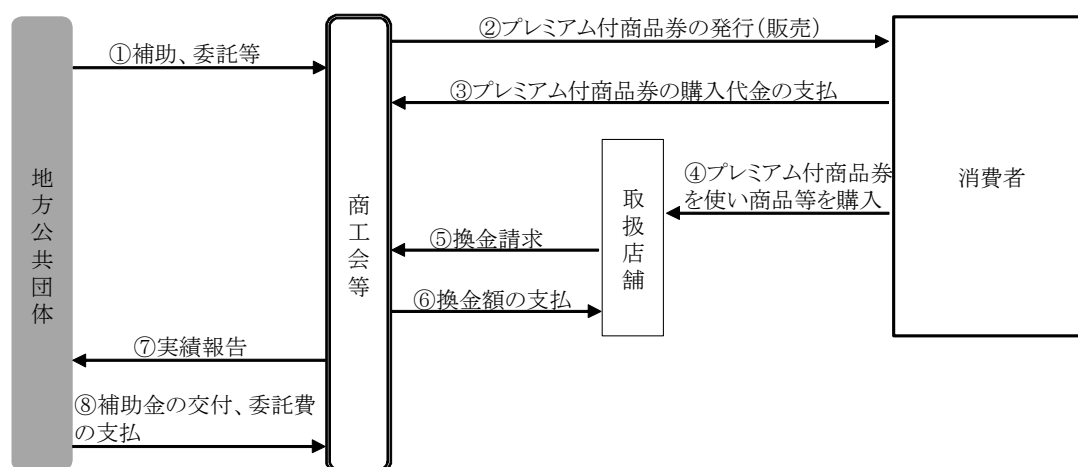 ②プレミアム付商品券の発行(販売)
①補助、委託等
③プレミアム付商品券の購入代金の支払
地方公共団体
商工会等
取扱店舗
消費者
④プレミアム付商品券
を使い商品等を購入
⑤換金請求
⑥換金額の支払
⑦実績報告
⑧補助金の交付、委託費
の支払